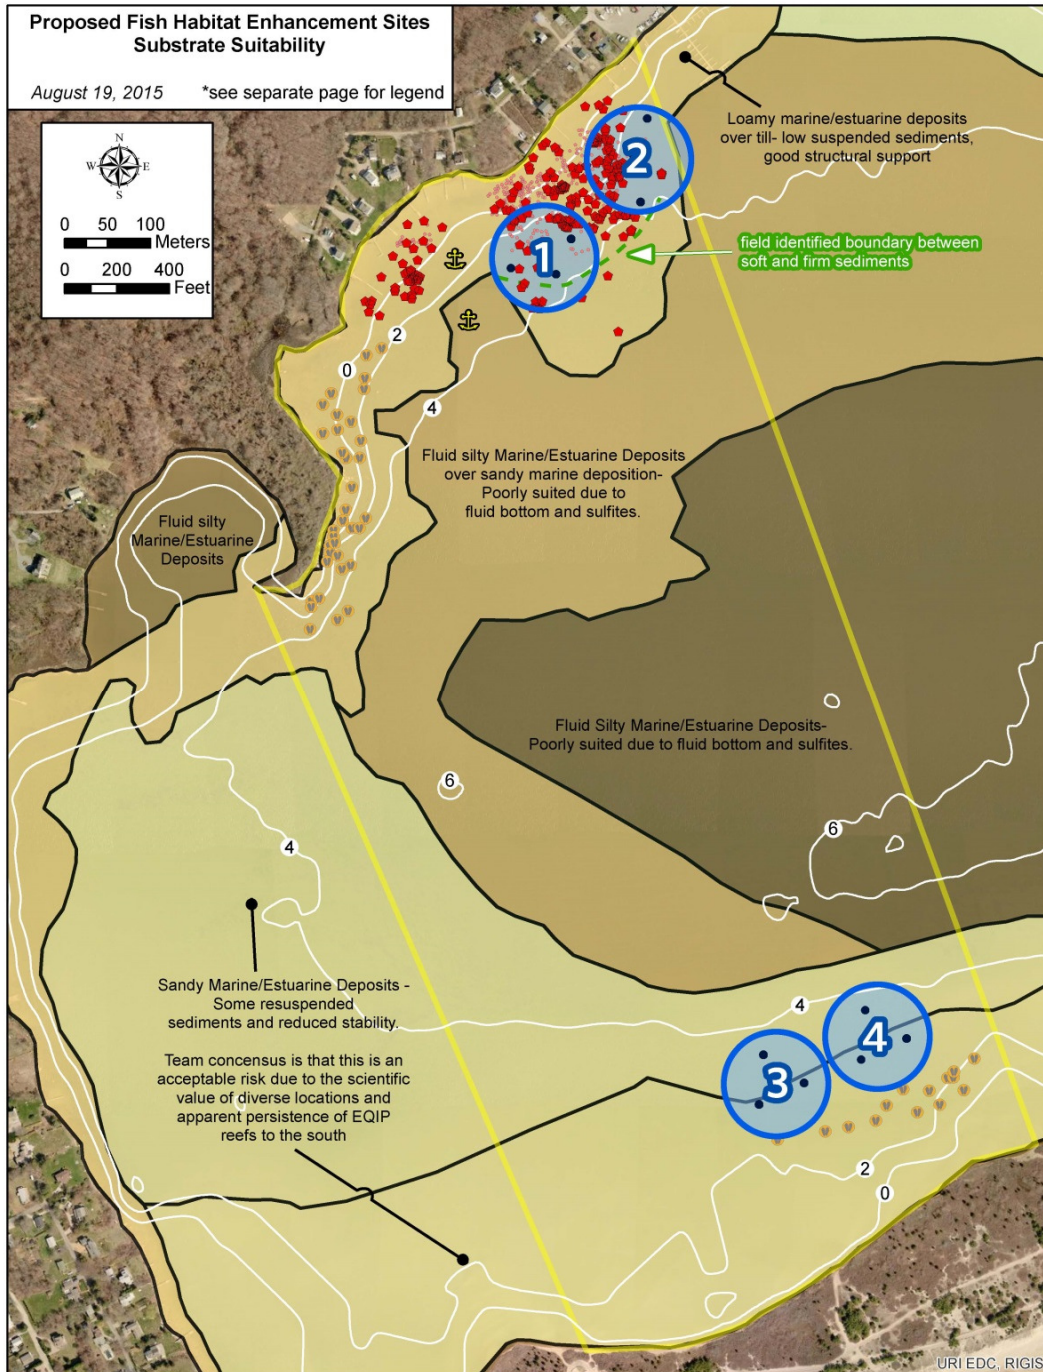 Proposed Fish Habitat Enhancement Sites
Substrate Suitability
August 19, 2015 *see separate page for legend
N
W E
S
0 50 100
Meters
0 200 400
Feet
Loamy marine/estuarine deposits
over till- low suspended sediments,
good structural support
2
1
field identified boundary between
soft and firm sediments
2
0
4
Fluid silty Marine/Estuarine Deposits
over sandy marine deposition-
Poorly suited due to
fluid bottom and sulfites.
Fluid silty
Marine/Estuarine
Deposits
Fluid Silty Marine/Estuarine Deposits-
Poorly suited due to fluid bottom and sulfites.
6
6
4
Sandy Marine/Estuarine Deposits -
Some resuspended
sediments and reduced stability.
Team concensus is that this is an
acceptable risk due to the scientific
value of diverse locations and
apparent persistence of EQIP
reefs to the south
4
4
3
2
0
URI EDC, RIGIS